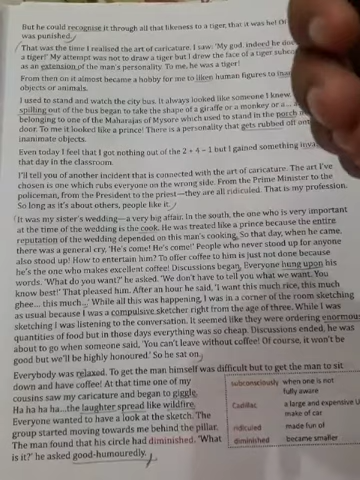 But he could recognise it through all that likeness to a tiger, that it was he!
was punished.
That was the time I realised the art of caricature. I saw: 'My god, indeed he
a tiger!' My attempt was not to draw a tiger but I drew the face of a tiger
as an extension of the man's personality. To me, he was a tiger!
From then on it almost became a hobby for me to liken human figures to
objects or animals.
I used to stand and watch the city bus. It always looked like someone I knew.
spilling out of the bus began to take the shape of a giraffe or a monkey or a...
belonging to one of the Maharajas of Mysore which used to stand in the porch
door. To me it looked like a prince! There is a personality that gets rubbed off
inanimate objects.
Even today I feel that I got nothing out of the 2 + 4 – 1 but I gained something
that day in the classroom.
I'll tell you of another incident that is connected with the art of caricature. The art I've
chosen is one which rubs everyone on the wrong side. From the Prime Minister to the
policeman, from the President to the priest—they are all ridiculed. That is my profession.
So long as it's about others, people like it.
It was my sister's wedding—a very big affair. In the south, the one who is very important
at the time of the wedding is the cook. He was treated like a prince because the entire
reputation of the wedding depended on this man's cooking. So that day, when he came,
there was a general cry. 'He's come! He's come!' People who never stood up for anyone
also stood up! How to entertain him? To offer coffee to him is just not done because
he's the one who makes excellent coffee! Discussions began. Everyone hung upon his
words. 'What do you want?' he asked. 'We don't have to tell you what we want. You
know best!' That pleased him. After an hour he said, 'I want this much rice, this much
ghee... this much...' While all this was happening, I was in a corner of the room sketching
as usual because I was a compulsive sketcher right from the age of three. While I was
sketching I was listening to the conversation. It seemed like they were ordering enormous
quantities of food but in those days everything was so cheap. Discussions ended, he was
about to go when someone said, 'You can't leave without coffee! Of course, it won't be
good but we'll be highly honoured.' So he sat on.
Everybody was relaxed. To get the man himself was difficult but to get the man to sit
down and have coffee! At that time one of my
cousins saw my caricature and began to giggle.
Ha ha ha ha...the laughter spread like wildfire.
Everyone wanted to have a look at the sketch. The
group started moving towards me behind the pillar.
The man found that his circle had diminished. 'What
is it?' he asked good-humouredly.
subconsciously when one is not
fully aware
Cadillac a large and expensive U
make of car
ridiculed made fun of
diminished became smaller